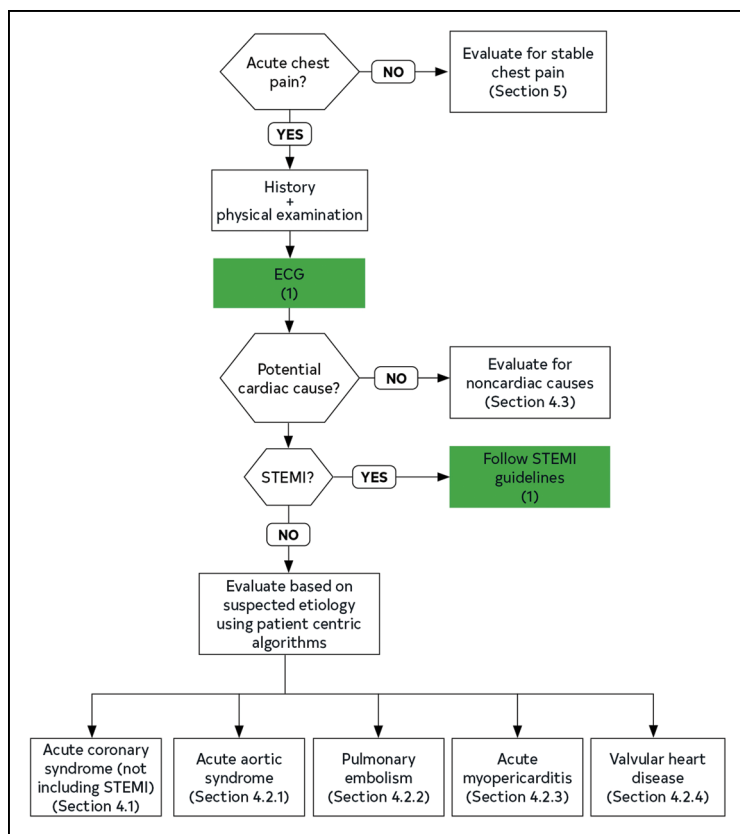 Acute chest
pain?
NO
Evaluate for stable
chest pain
(Section 5)
YES
History
+
physical examination
ECG
(1)
Potential
cardiac cause?
NO
Evaluate for
noncardiac causes
(Section 4.3)
STEMI?
YES
Follow STEMI
guidelines
(1)
NO
Evaluate based on
suspected etiology
using patient centric
algorithms
Acute coronary
syndrome (not
including STEMI)
(Section 4.1)
Acute aortic
syndrome
(Section 4.2.1)
Pulmonary
embolism
(Section 4.2.2)
Acute
myopericarditis
(Section 4.2.3)
Valvular heart
disease
(Section 4.2.4)